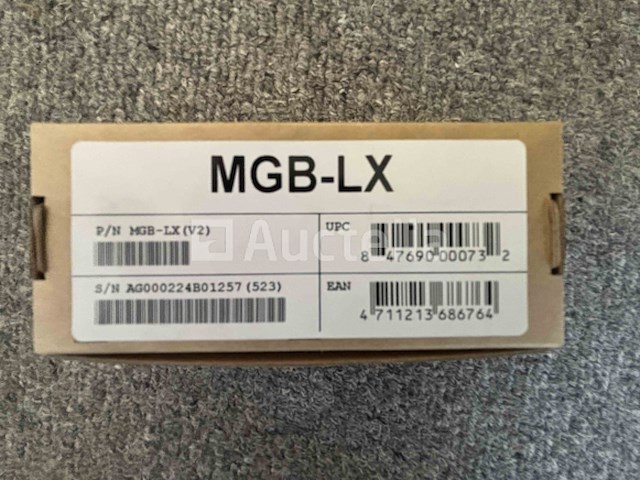 MGB-LX
P/N MGB-LX(V2)
S/N AG000224B01257(523)
UPC
8 47690 00073 2
EAN
4 711213 686764
Auctelia